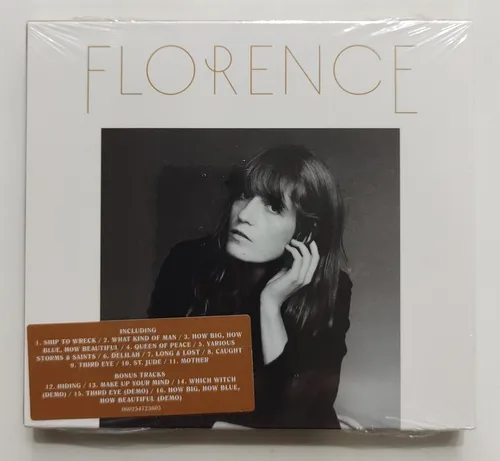 FLORENCE
INCLUDING
1. SHIP TO WRECK / 2. WHAT KIND OF MAN / 3. HOW BIG, HOW
BLUE, HOW BEAUTIFUL / 4. QUEEN OF PEACE / 5. VARIOUS
STORMS & SAINTS / 6. DELILAH / 7. LONG & LOST / 8. CAUGHT
9. THIRD EYE / 10. ST. JUDE / 11. MOTHER
BONUS TRACKS
12. HIDING / 13. MAKE UP YOUR MIND / 14. WHICH WITCH
(DEMO) / 15. THIRD EYE (DEMO) / 16. HOW BIG, HOW BLUE,
HOW BEAUTIFUL (DEMO)